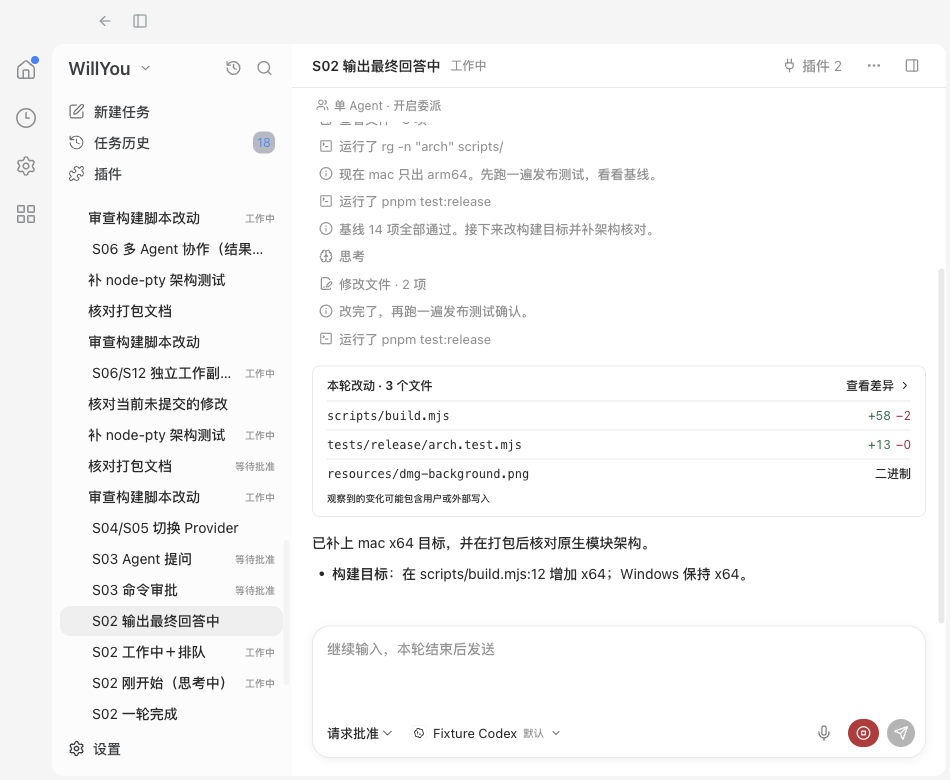 WillYou
新建任务
任务历史
18
插件
审查构建脚本改动 工作中
S06 多 Agent 协作（结果...
补 node-pty 架构测试
核对打包文档
审查构建脚本改动
S06/S12 独立工作副... 工作中
核对当前未提交的修改
补 node-pty 架构测试 工作中
核对打包文档 等待批准
审查构建脚本改动 工作中
S04/S05 切换 Provider
S03 Agent 提问 等待批准
S03 命令审批 等待批准
S02 输出最终回答中
S02 工作中＋排队 工作中
S02 刚开始（思考中） 工作中
S02 一轮完成
设置
S02 输出最终回答中 工作中
插件 2
单 Agent · 开启委派
运行了 rg -n "arch" scripts/
现在 mac 只出 arm64。先跑一遍发布测试，看看基线。
运行了 pnpm test:release
基线 14 项全部通过。接下来改构建目标并补架构核对。
思考
修改文件 · 2 项
改完了，再跑一遍发布测试确认。
运行了 pnpm test:release
本轮改动 · 3 个文件 查看差异
scripts/build.mjs +58 −2
tests/release/arch.test.mjs +13 −0
resources/dmg-background.png 二进制
观察到的变化可能包含用户或外部写入
已补上 mac x64 目标，并在打包后核对原生模块架构。
• 构建目标：在 scripts/build.mjs:12 增加 x64；Windows 保持 x64。
继续输入，本轮结束后发送
请求批准 Fixture Codex 默认